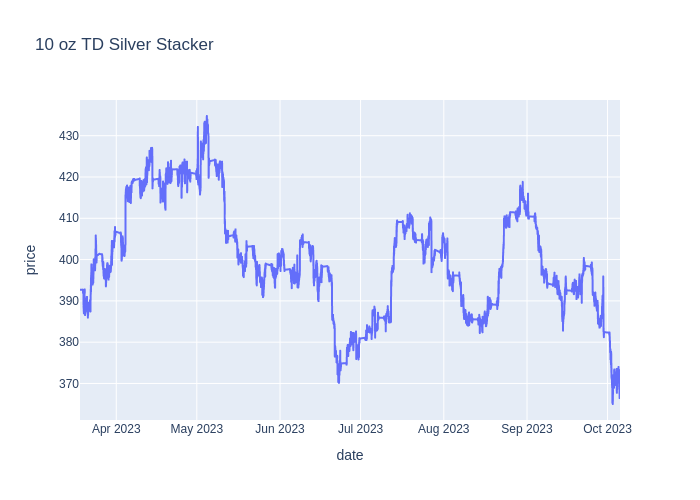 10 oz TD Silver Stacker
430
420
410
400
390
380
370
price
Apr 2023
May 2023
Jun 2023
Jul 2023
Aug 2023
Sep 2023
Oct 2023
date